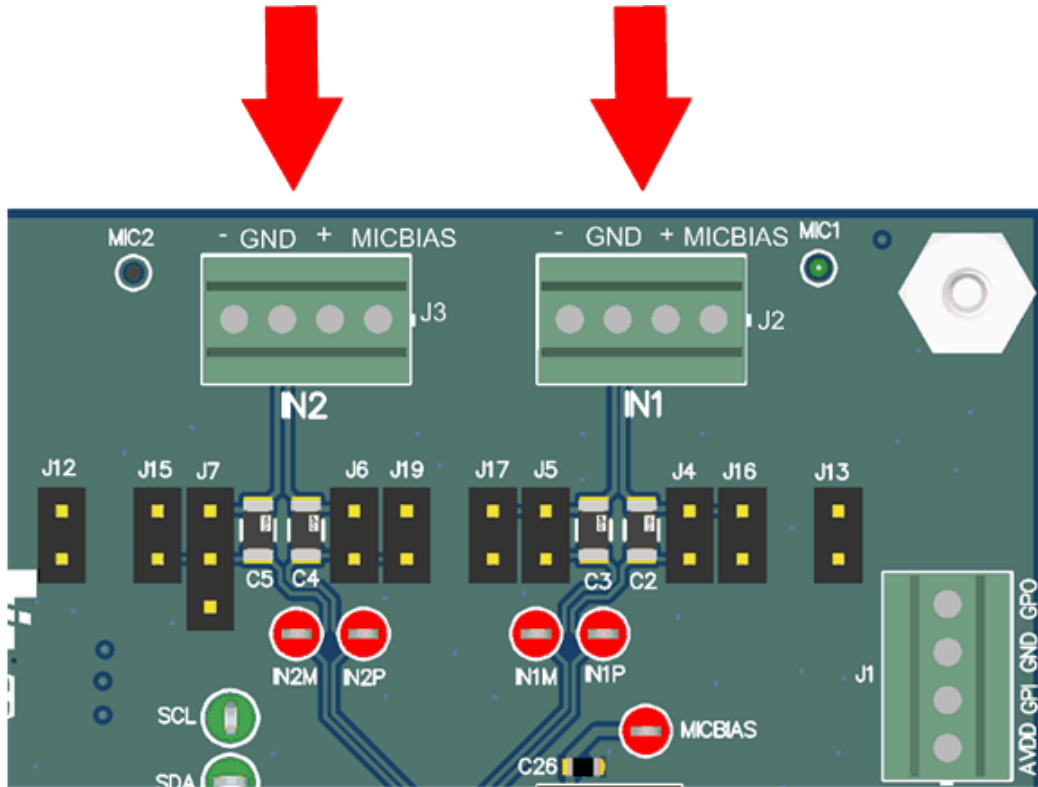 MIC2
- GND + MICBIAS
- GND + MICBIAS
MIC1
J3
J2
IN2
IN1
J12
J15
J7
J6
J19
J17
J5
J4
J16
J13
C5
C4
C3
C2
IN2M
IN2P
IN1M
IN1P
J1
AVDD GPI GND GPO
SCL
MICBIAS
C26
SDA